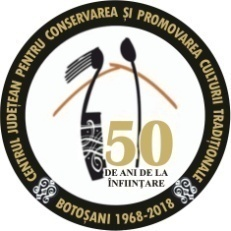 CENTRUL JUDEȚEAN PENTRU CONSERVAREA ȘI PROMOVAREA CULTURII TRADIȚIONALE
50
DE ANI DE LA
ÎNFIINȚARE
BOTOȘANI 1968-2018